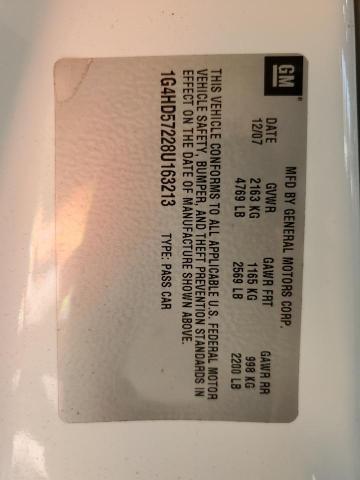 GM
MFD BY GENERAL MOTORS CORP.
DATE GVWR GAWR FRT GAWR RR
12/07 2163 KG 1165 KG 998 KG
4769 LB 2569 LB 2200 LB
THIS VEHICLE CONFORMS TO ALL APPLICABLE U.S. FEDERAL MOTOR
VEHICLE SAFETY, BUMPER, AND THEFT PREVENTION STANDARDS IN
EFFECT ON THE DATE OF MANUFACTURE SHOWN ABOVE.
1G4HD57228U163213 TYPE: PASS CAR